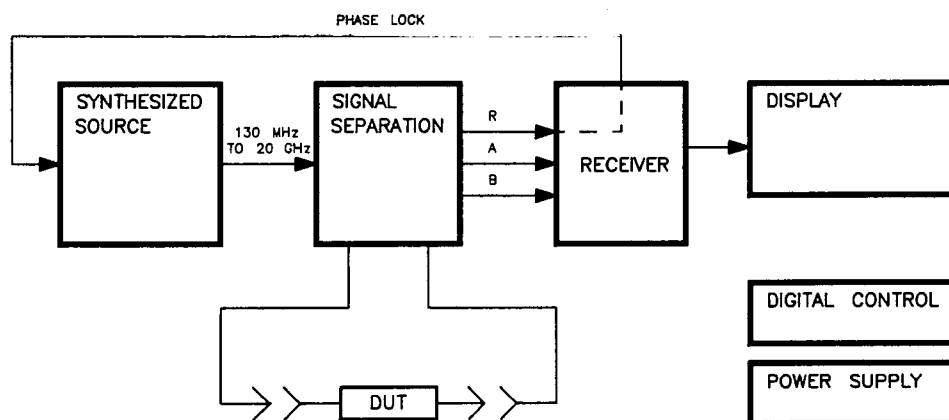 PHASE LOCK
SYNTHESIZED
SOURCE
130 MHz
TO 20 GHz
SIGNAL
SEPARATION
R
A
B
RECEIVER
DISPLAY
DIGITAL CONTROL
POWER SUPPLY
DUT